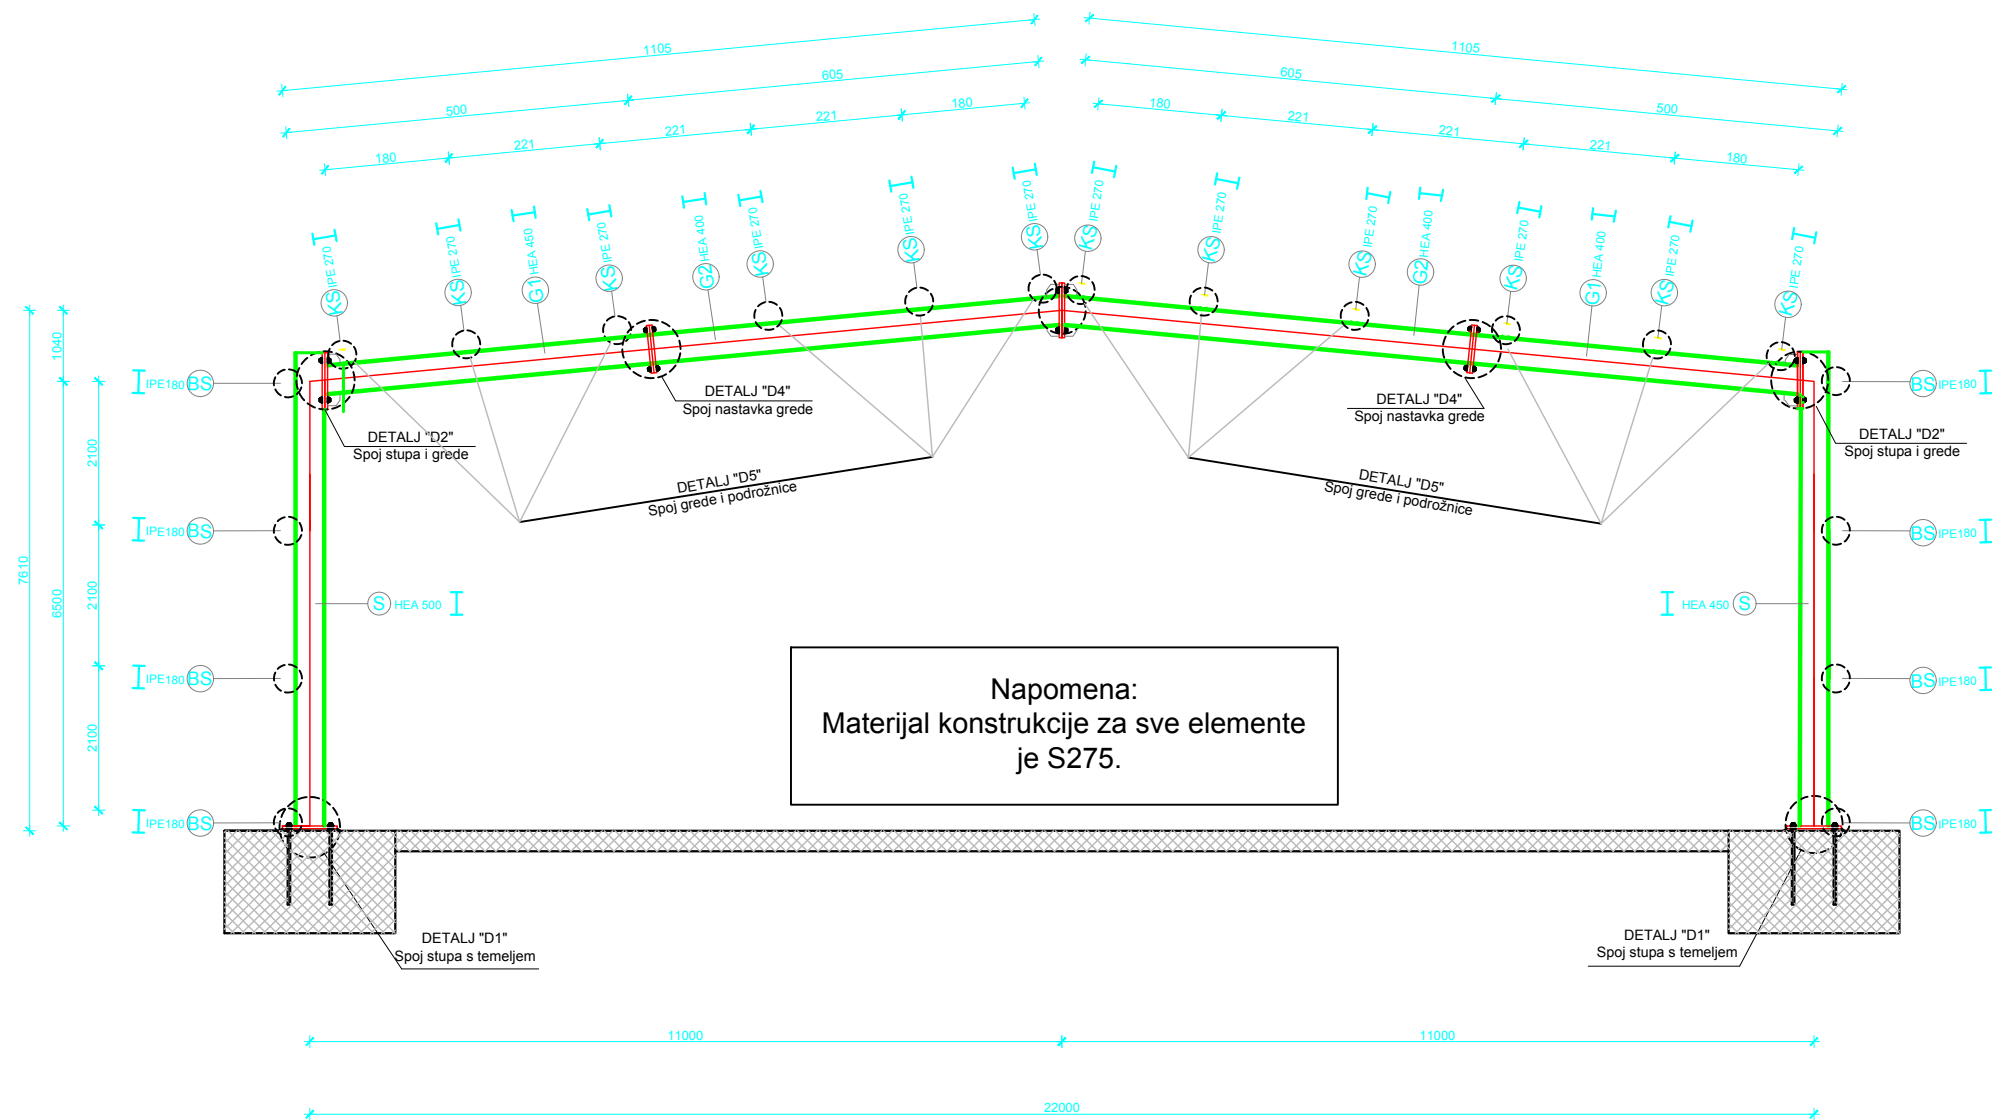 1105
1105
605
605
500
500
180
180
221
221
221
221
221
221
180
180
KS IPE 270
KS IPE 270
G1 HEA 450
KS IPE 270
G2 HEA 400
KS IPE 270
KS IPE 270
KS IPE 270
KS IPE 270
KS IPE 270
KS IPE 270
G2 HEA 400
KS IPE 270
G1 HEA 400
KS IPE 270
KS IPE 270
1040
7610
6500
2100
2100
2100
IPE180 BS
IPE180 BS
IPE180 BS
IPE180 BS
BS IPE180
BS IPE180
BS IPE180
BS IPE180
DETALJ "D4"
Spoj nastavka grede
DETALJ "D4"
Spoj nastavka grede
DETALJ "D2"
Spoj stupa i grede
DETALJ "D2"
Spoj stupa i grede
DETALJ "D5"
Spoj grede i podrožnice
DETALJ "D5"
Spoj grede i podrožnice
S HEA 500
HEA 450 S
Napomena:
Materijal konstrukcije za sve elemente
je S275.
DETALJ "D1"
Spoj stupa s temeljem
DETALJ "D1"
Spoj stupa s temeljem
11000
11000
22000